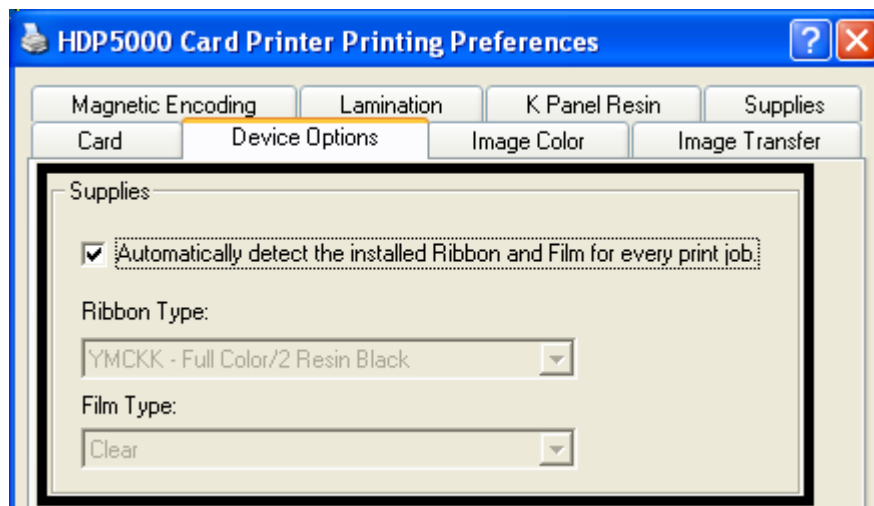 HDP5000 Card Printer Printing Preferences
Magnetic Encoding Lamination K Panel Resin Supplies
Card Device Options Image Color Image Transfer
Supplies
Automatically detect the installed Ribbon and Film for every print job.
Ribbon Type:
YMCKK - Full Color/2 Resin Black
Film Type:
Clear